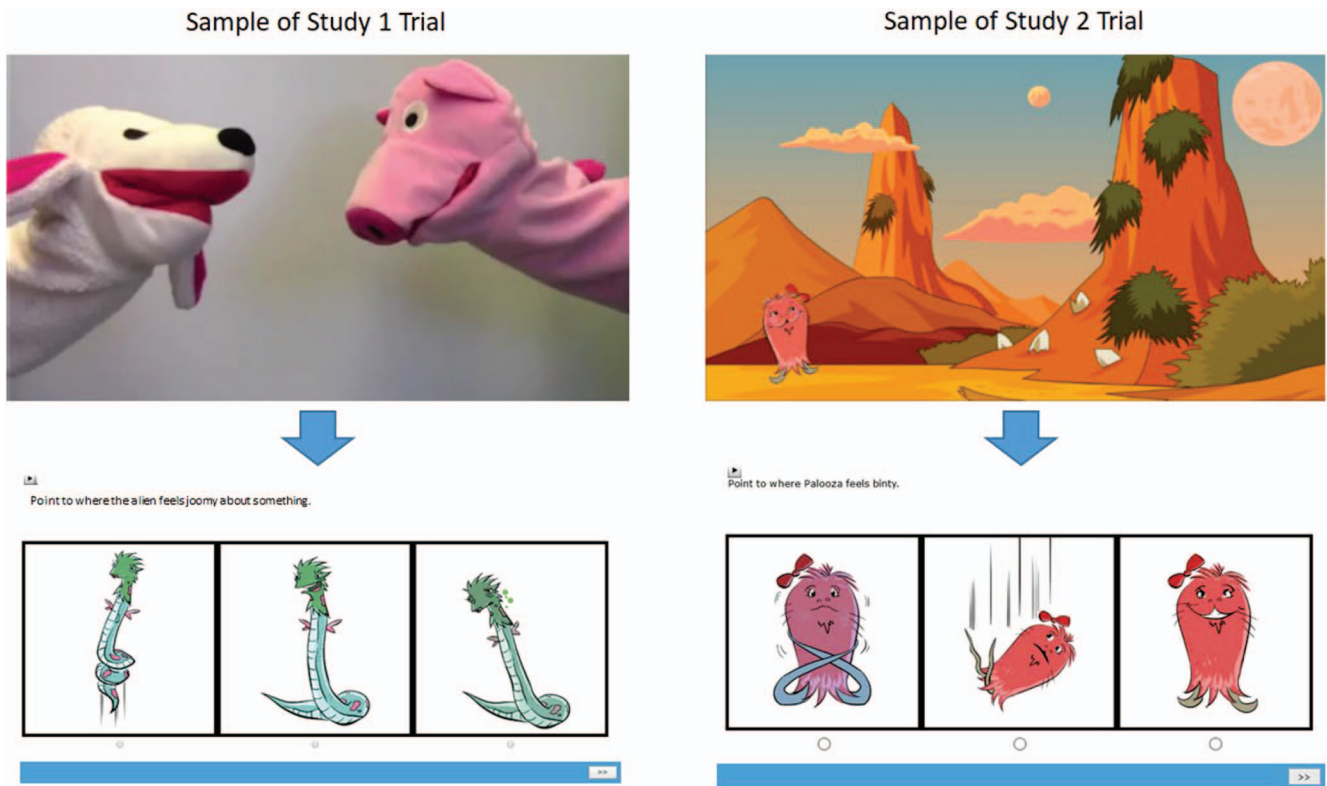 Sample of Study 1 Trial
Sample of Study 2 Trial
Point to where the alien feels joomy about something.
Point to where Palooza feels binty.
>>
>>